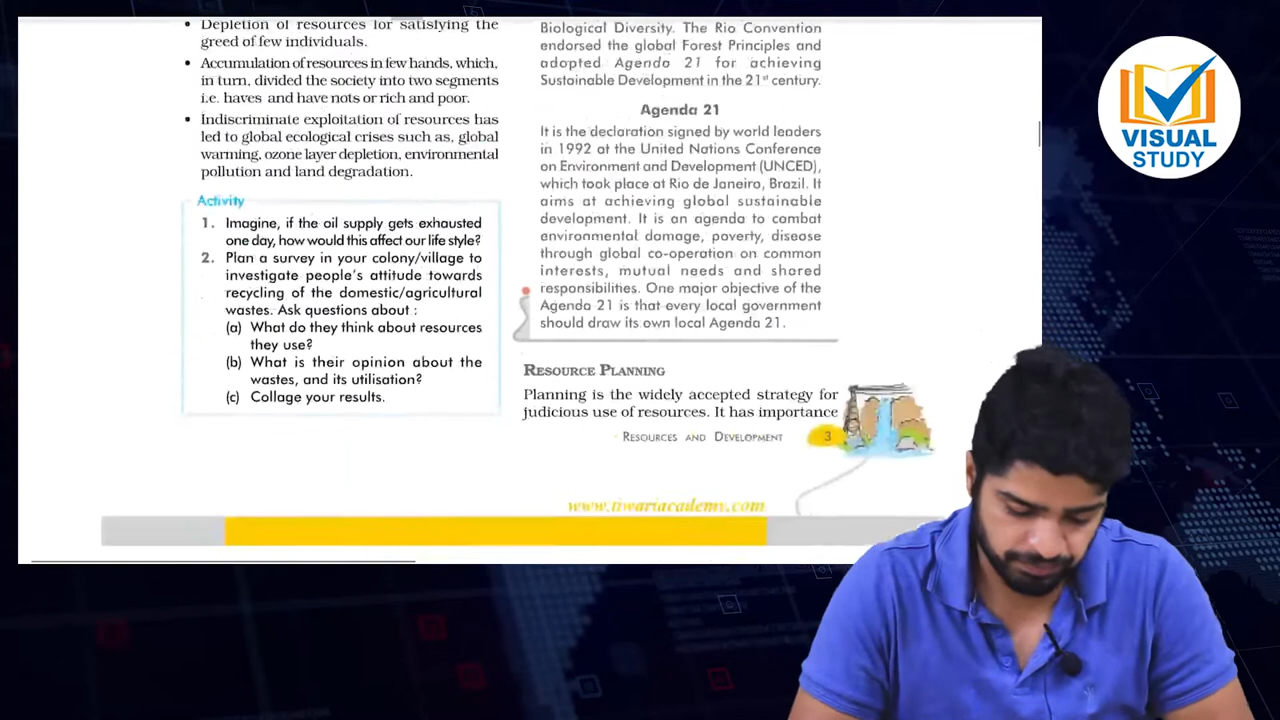 • Depletion of resources for satisfying the
greed of few individuals.
• Accumulation of resources in few hands, which,
in turn, divided the society into two segments
i.e. haves and have nots or rich and poor.
• Indiscriminate exploitation of resources has
led to global ecological crises such as, global
warming, ozone layer depletion, environmental
pollution and land degradation.
Activity
1. Imagine, if the oil supply gets exhausted
one day, how would this affect our life style?
2. Plan a survey in your colony/village to
investigate people's attitude towards
recycling of the domestic/agricultural
wastes. Ask questions about :
(a) What do they think about resources
they use?
(b) What is their opinion about the
wastes, and its utilisation?
(c) Collage your results.
Biological Diversity. The Rio Convention
endorsed the global Forest Principles and
adopted Agenda 21 for achieving
Sustainable Development in the 21st century.
Agenda 21
It is the declaration signed by world leaders
in 1992 at the United Nations Conference
on Environment and Development (UNCED),
which took place at Rio de Janeiro, Brazil. It
aims at achieving global sustainable
development. It is an agenda to combat
environmental damage, poverty, disease
through global co-operation on common
interests, mutual needs and shared
responsibilities. One major objective of the
Agenda 21 is that every local government
should draw its own local Agenda 21.
RESOURCE PLANNING
Planning is the widely accepted strategy for
judicious use of resources. It has importance
RESOURCES AND DEVELOPMENT 3
www.tiwariacademy.com
VISUAL
STUDY